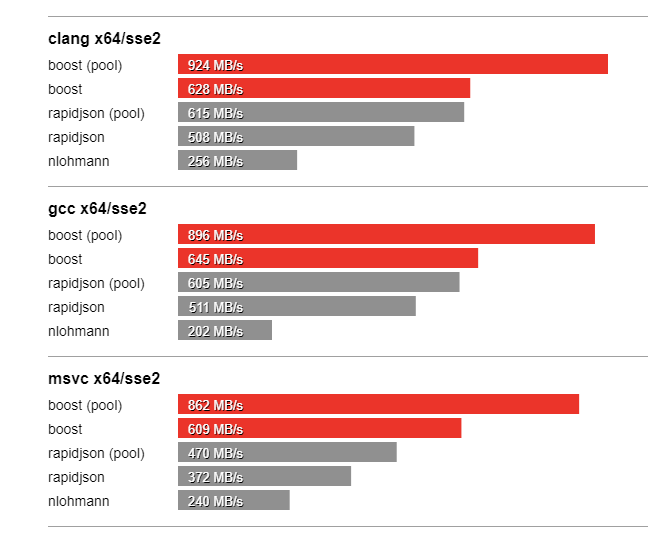 clang x64/sse2
boost (pool) 924 MB/s
boost 628 MB/s
rapidjson (pool) 615 MB/s
rapidjson 508 MB/s
nlohmann 256 MB/s
gcc x64/sse2
boost (pool) 896 MB/s
boost 645 MB/s
rapidjson (pool) 605 MB/s
rapidjson 511 MB/s
nlohmann 202 MB/s
msvc x64/sse2
boost (pool) 862 MB/s
boost 609 MB/s
rapidjson (pool) 470 MB/s
rapidjson 372 MB/s
nlohmann 240 MB/s